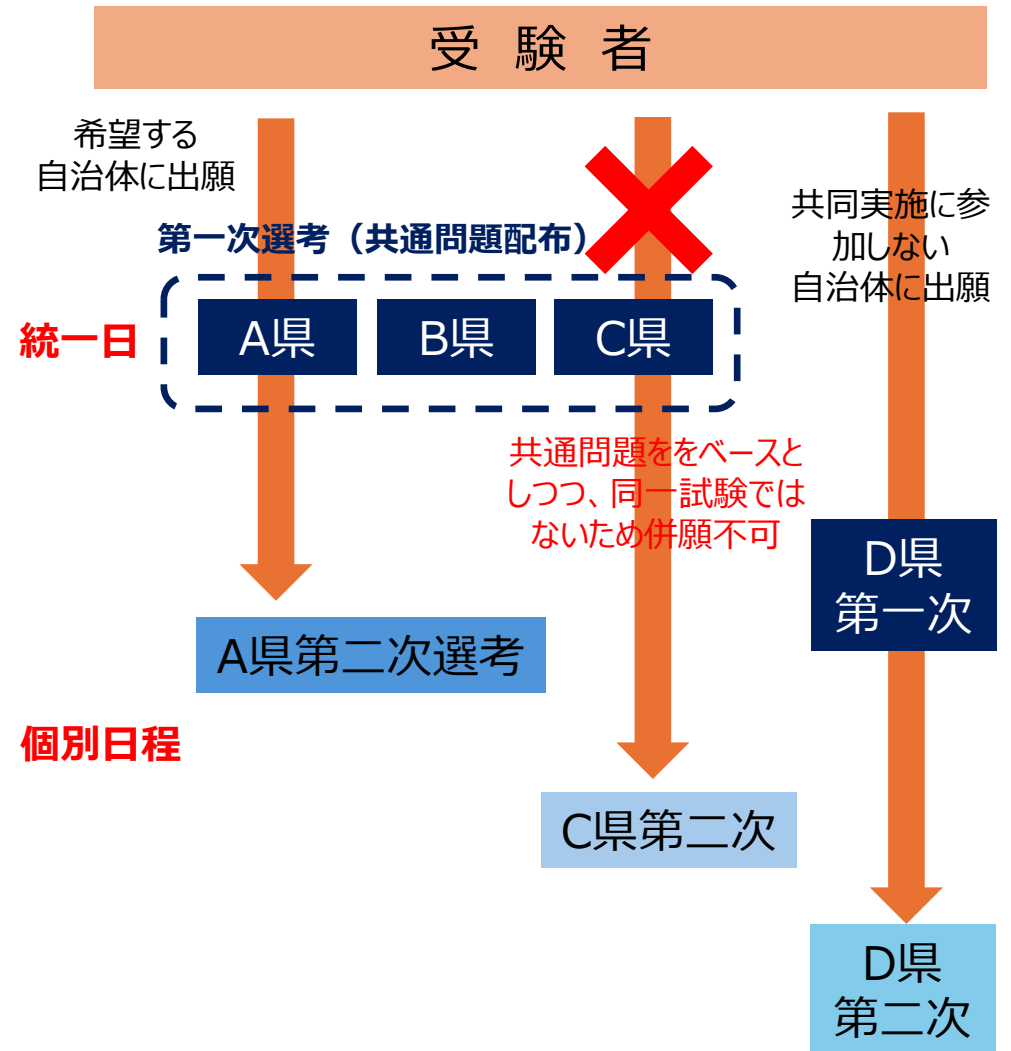 受 験 者
希望する
自治体に出願
共同実施に参
加しない
自治体に出願
第一次選考（共通問題配布）
統一日
A県
B県
C県
共通問題ををベースと
しつつ、同一試験では
ないため併願不可
D県
第一次
A県第二次選考
個別日程
C県第二次
D県
第二次